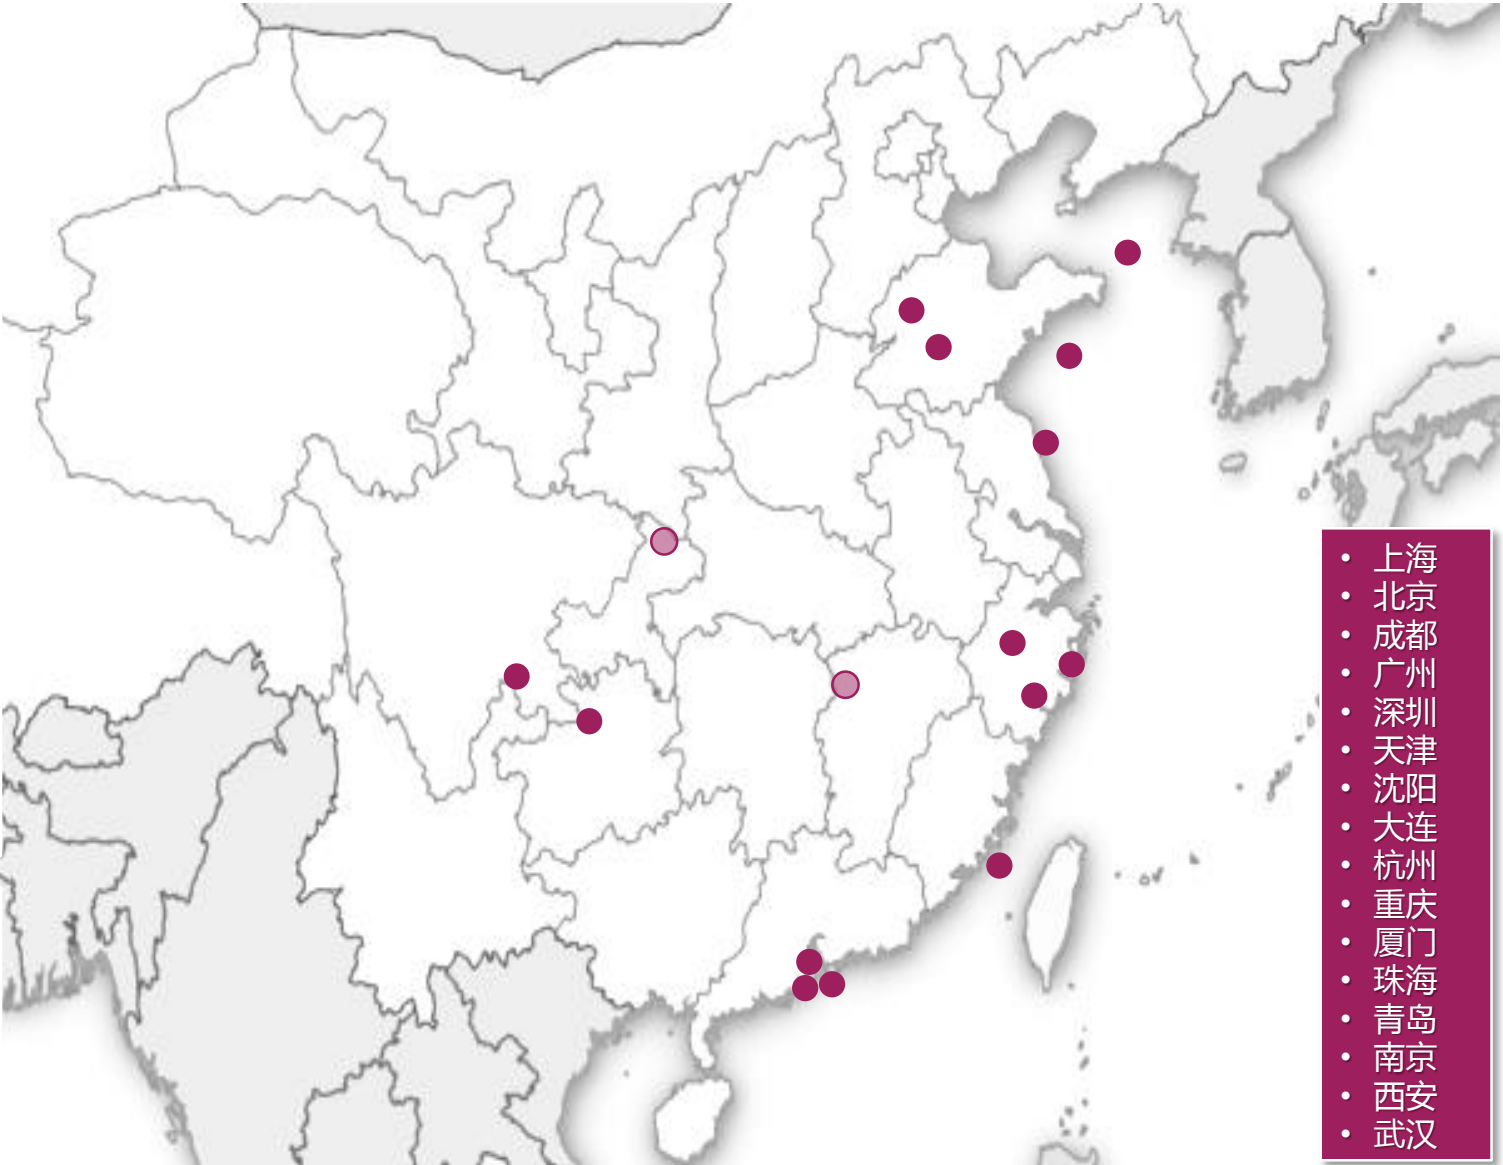 • 上海
• 北京
• 成都
• 广州
• 深圳
• 天津
• 沈阳
• 大连
• 杭州
• 重庆
• 厦门
• 珠海
• 青岛
• 南京
• 西安
• 武汉